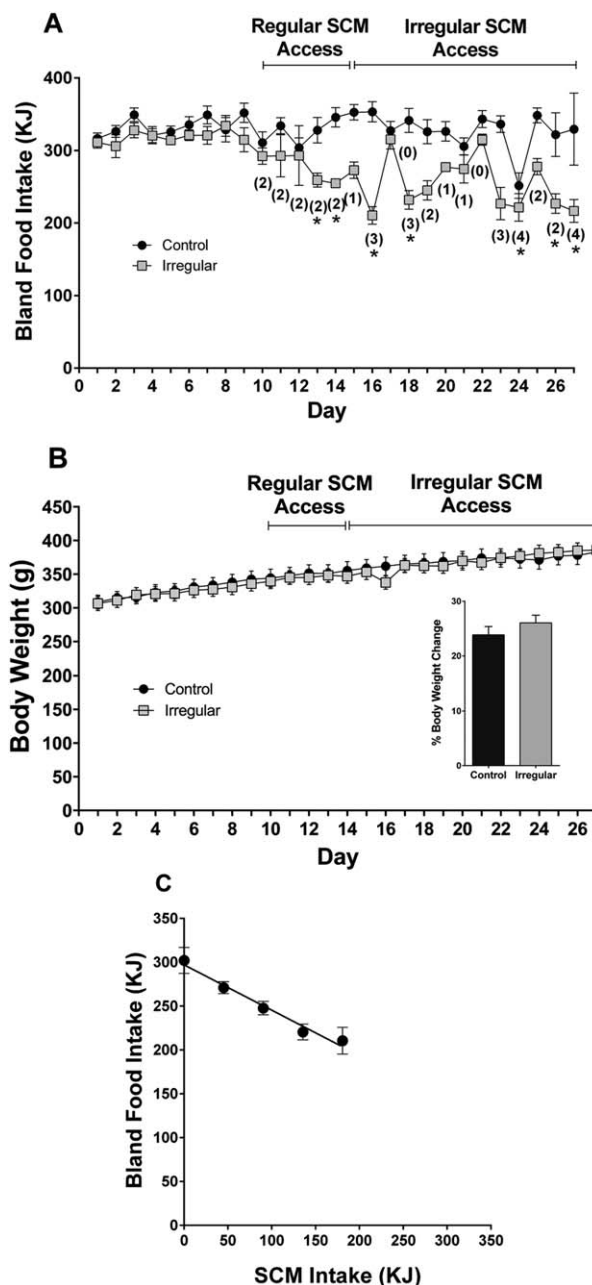 A
Regular SCM Access
Irregular SCM Access
Bland Food Intake (KJ)
400
300
200
100
0
(2) (2) (2) (2) (2) (1) (3) (0) (3) (2) (1) (1) (0) (3) (4) (2) (2) (4)
* * * * * * *
Control
Irregular
0 2 4 6 8 10 12 14 16 18 20 22 24 26
Day
B
Regular SCM Access
Irregular SCM Access
Body Weight (g)
450
400
350
300
250
200
150
100
50
0
Control
Irregular
% Body Weight Change
30
20
10
0
Control Irregular
0 2 4 6 8 10 12 14 16 18 20 22 24 26
Day
C
Bland Food Intake (KJ)
350
300
250
200
150
100
50
0
0 50 100 150 200 250 300 350
SCM Intake (KJ)